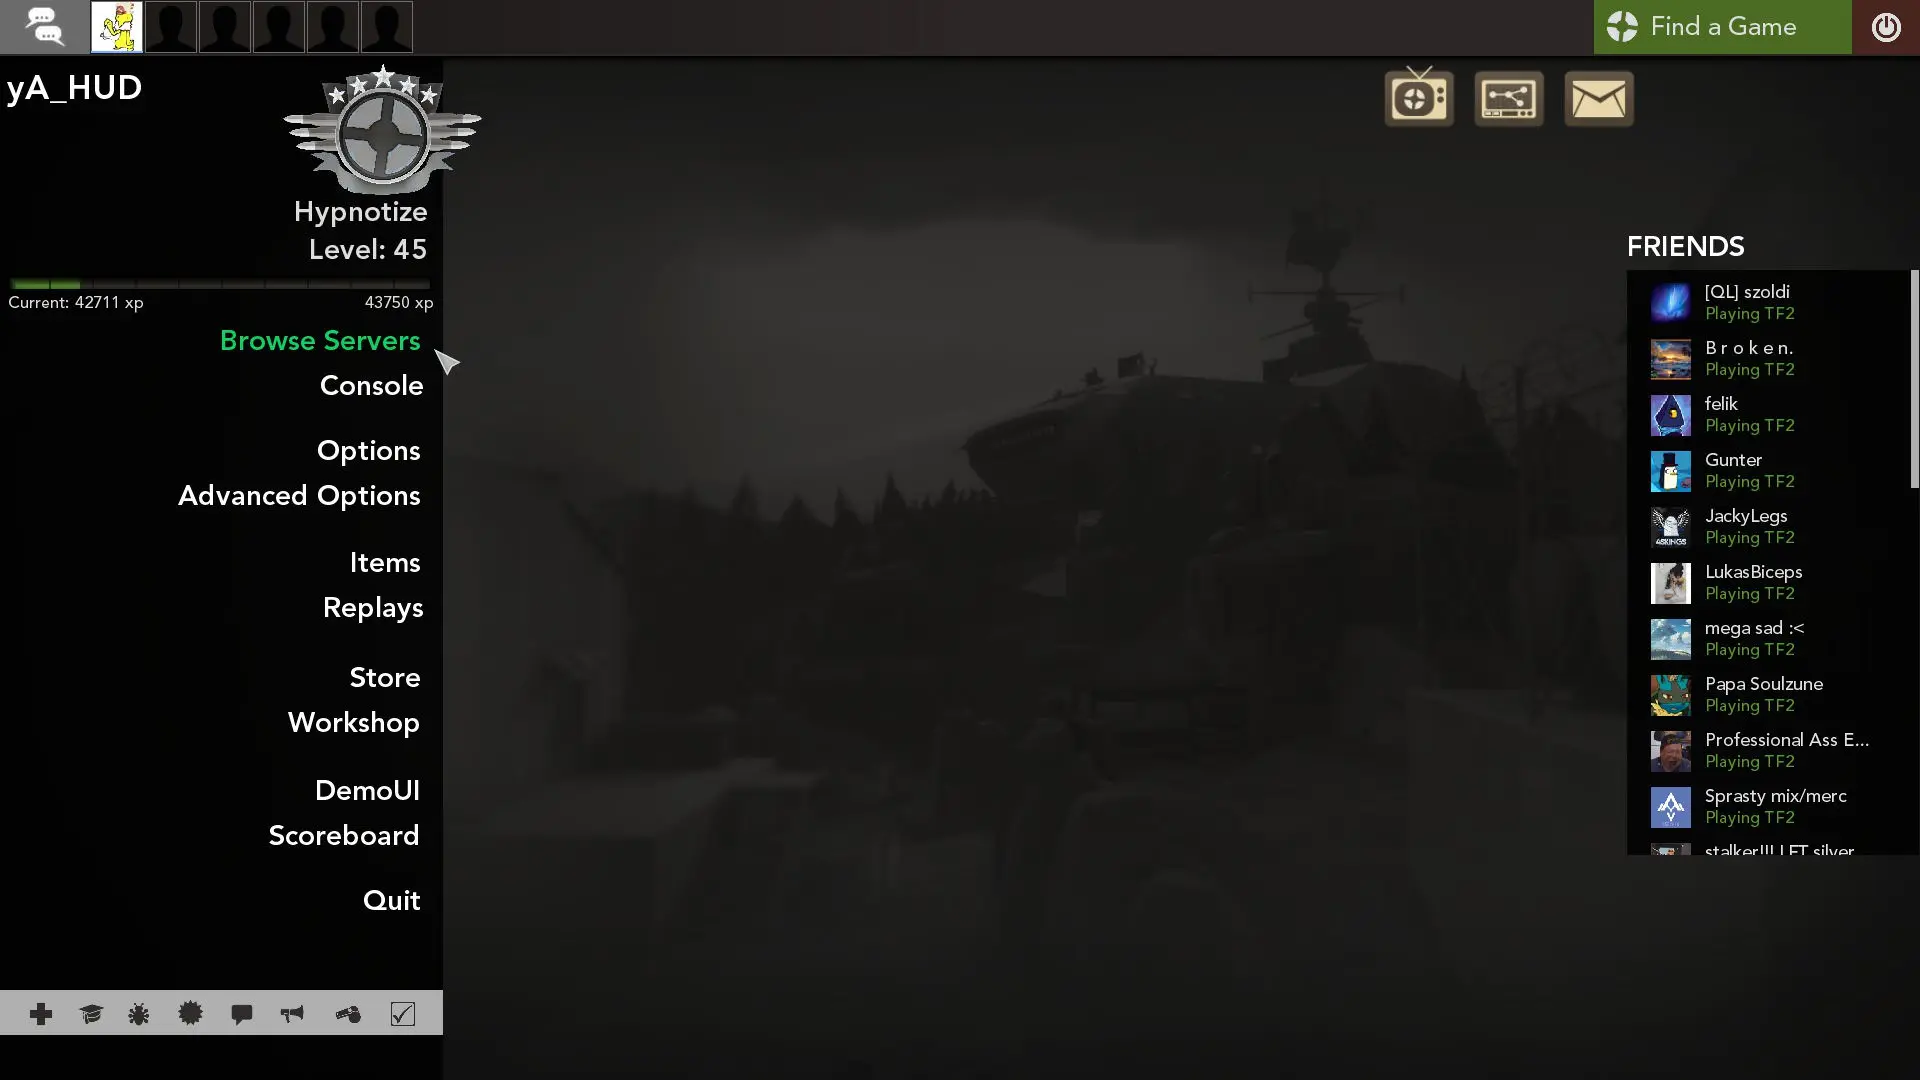 Find a Game
yA_HUD
Hypnotize
Level: 45
Current: 42711 xp
43750 xp
Browse Servers
Console
Options
Advanced Options
Items
Replays
Store
Workshop
DemoUI
Scoreboard
Quit
FRIENDS
[QL] szoldi
Playing TF2
B r o k e n.
Playing TF2
felik
Playing TF2
Gunter
Playing TF2
JackyLegs
Playing TF2
LukasBiceps
Playing TF2
mega sad :<
Playing TF2
Papa Soulzune
Playing TF2
Professional Ass E...
Playing TF2
Sprasty mix/merc
Playing TF2
stalker!!! LFT silver